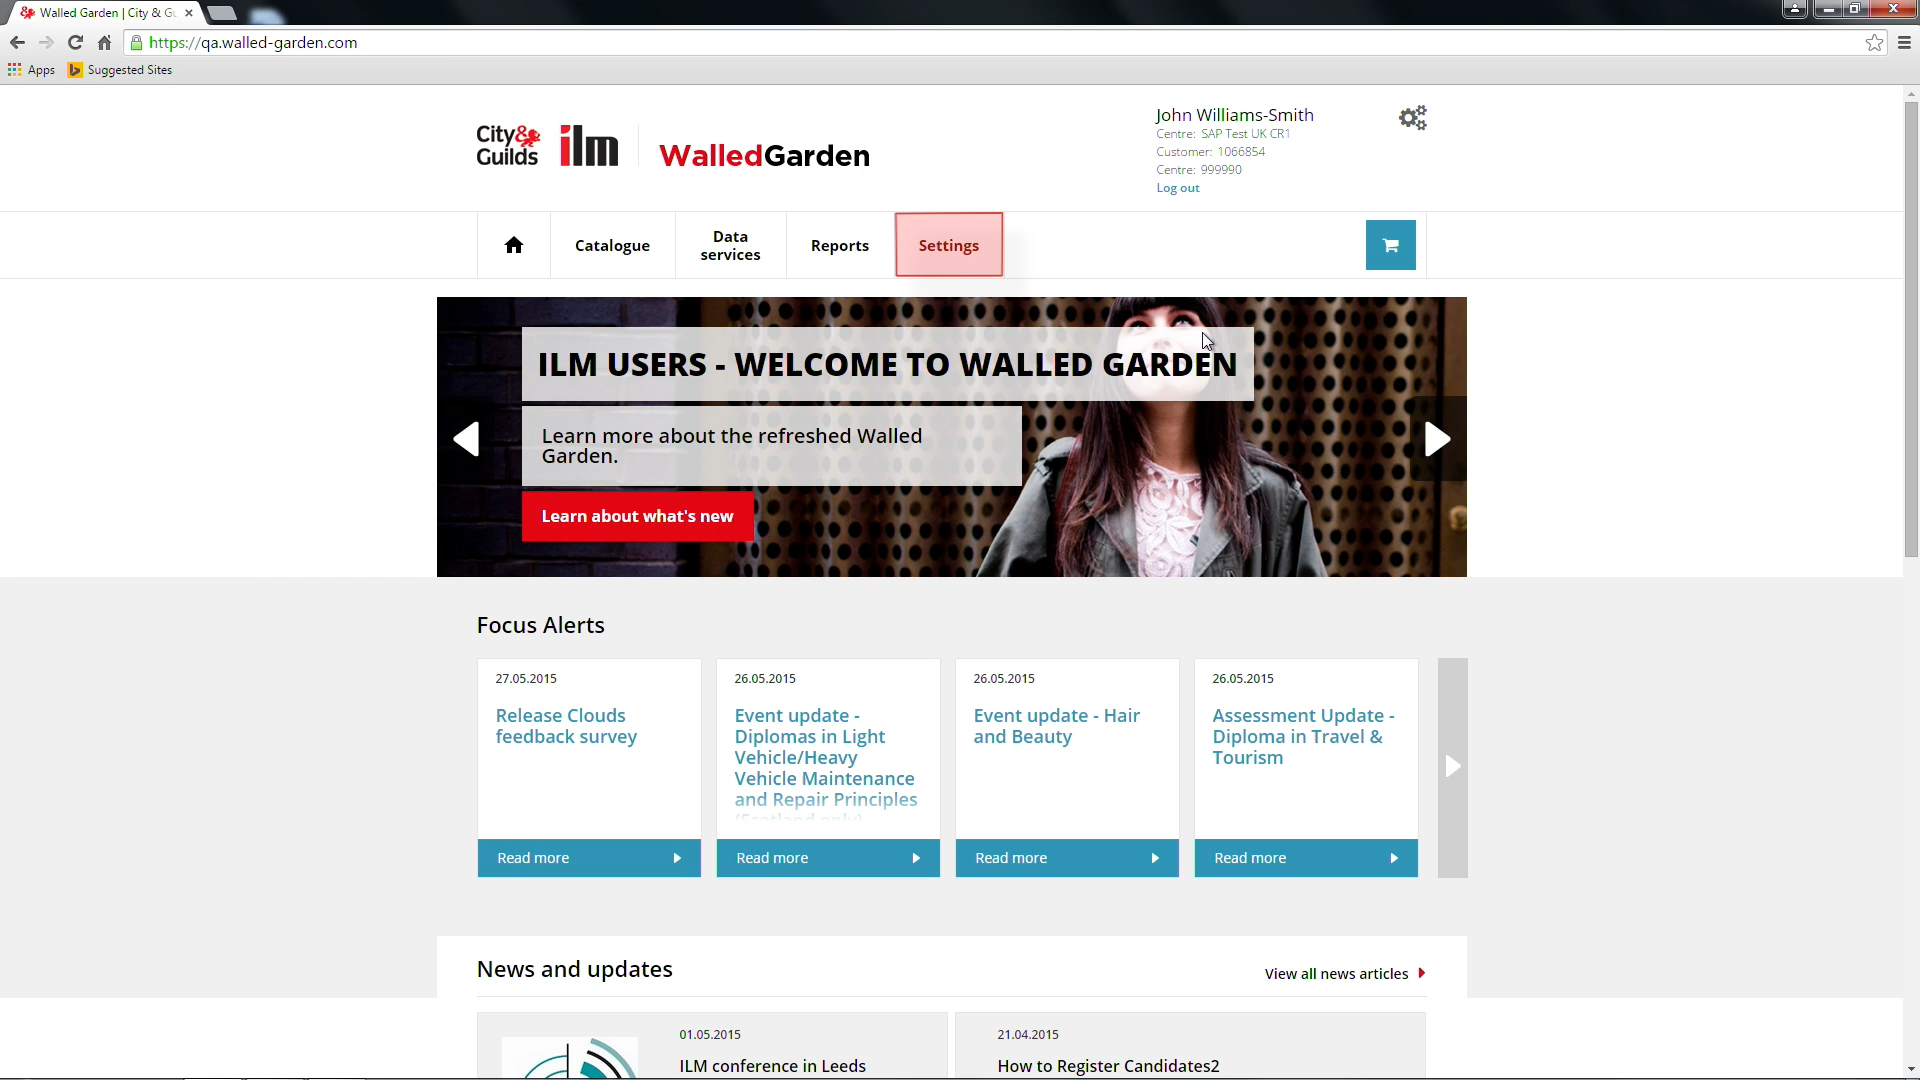 Walled Garden | City & Gu
https://qa.walled-garden.com
Apps
Suggested Sites
City&
Guilds
ilm
WalledGarden
John Williams-Smith
Centre: SAP Test UK CR1
Customer: 1066854
Centre: 999990
Log out
Catalogue
Data
services
Reports
Settings
ILM USERS - WELCOME TO WALLED GARDEN
Learn more about the refreshed Walled
Garden.
Learn about what's new
Focus Alerts
27.05.2015
Release Clouds
feedback survey
Read more
26.05.2015
Event update -
Diplomas in Light
Vehicle/Heavy
Vehicle Maintenance
and Repair Principles
(Scotland only)
Read more
26.05.2015
Event update - Hair
and Beauty
Read more
26.05.2015
Assessment Update -
Diploma in Travel &
Tourism
Read more
News and updates
View all news articles
01.05.2015
ILM conference in Leeds
21.04.2015
How to Register Candidates2